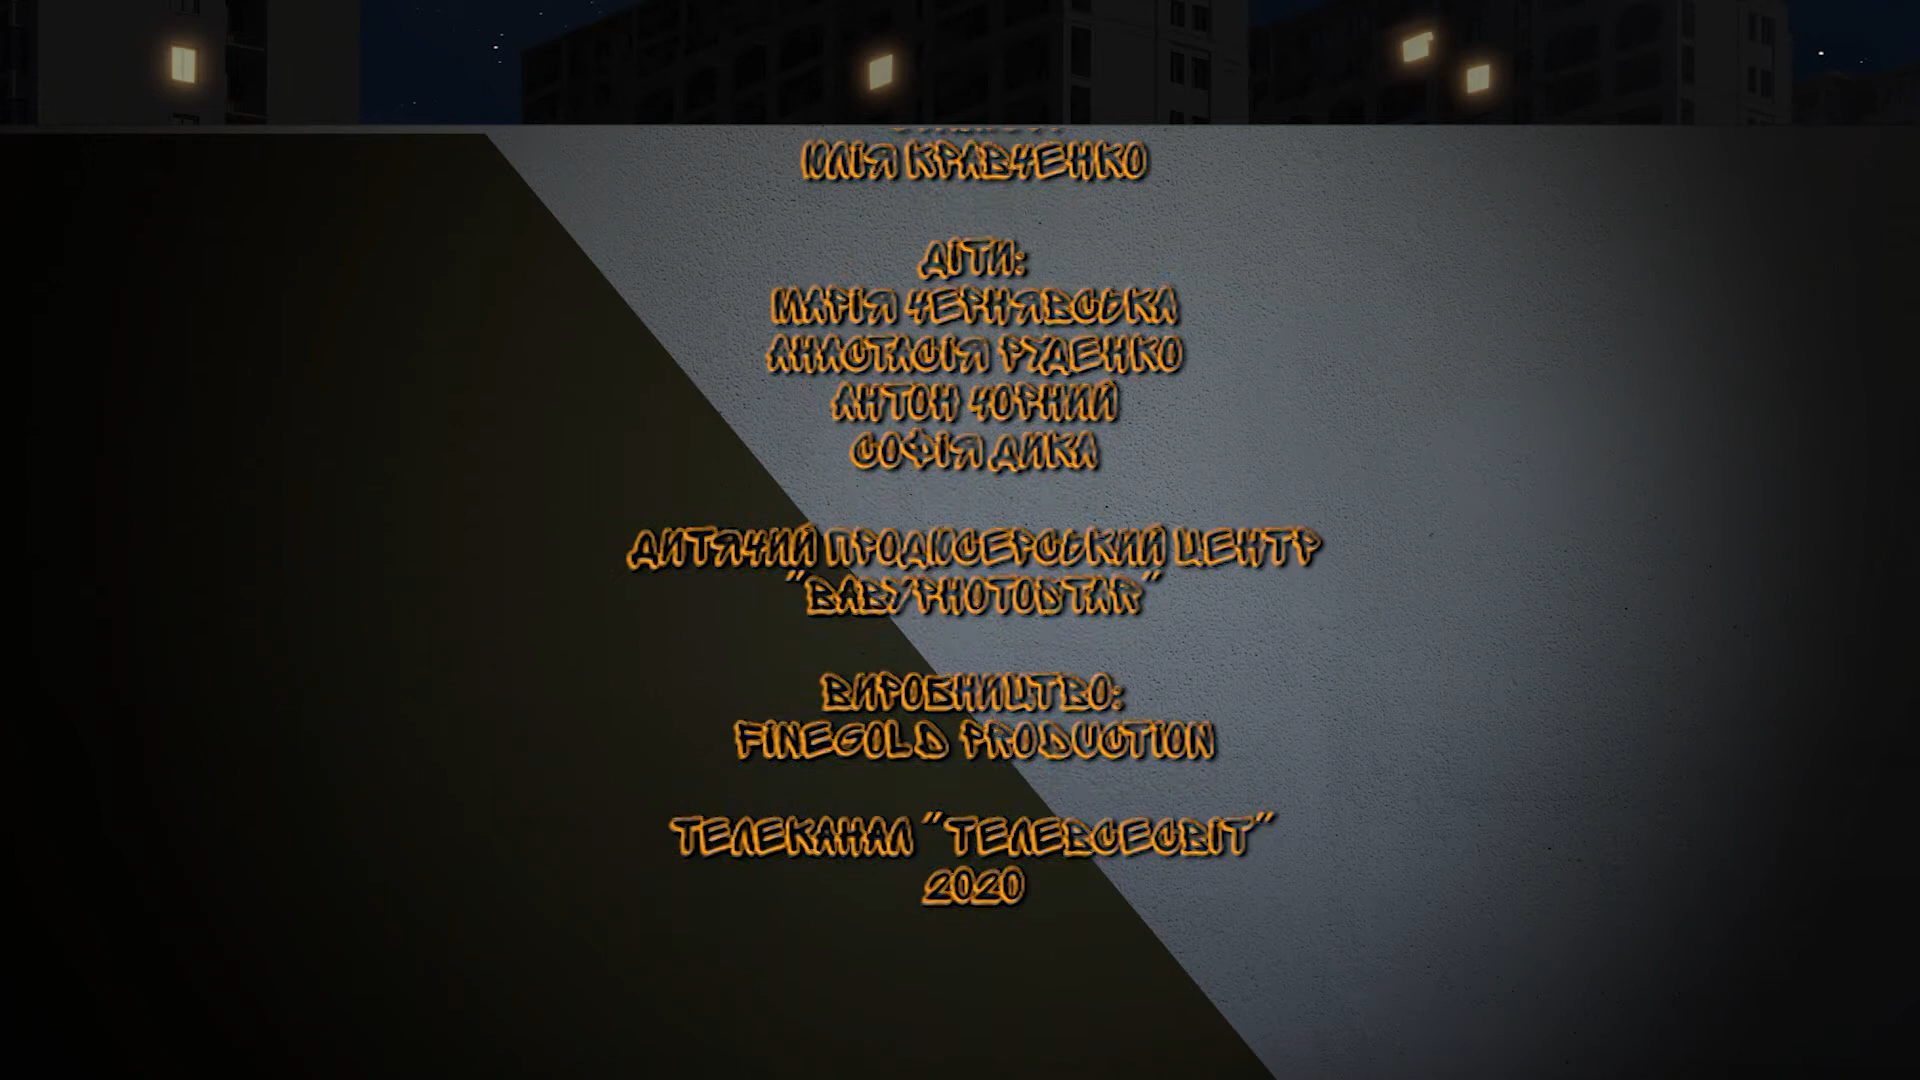 ЮЛІЯ КРАВЧЕНКО
ДІТИ:
МАРІЯ ЧЕРНЯВСЬКА
АНАСТАСІЯ РУДЕНКО
АНТОН ЧОРНИЙ
СОФІЯ ДИКА
ДИТЯЧИЙ ПРОДЮСЕРСЬКИЙ ЦЕНТР
"BABYPHOTOSTAR"
ВИРОБНИЦТВО:
FINEGOLD PRODUCTION
ТЕЛЕКАНАЛ "ТЕЛЕВСЕСВІТ"
2020